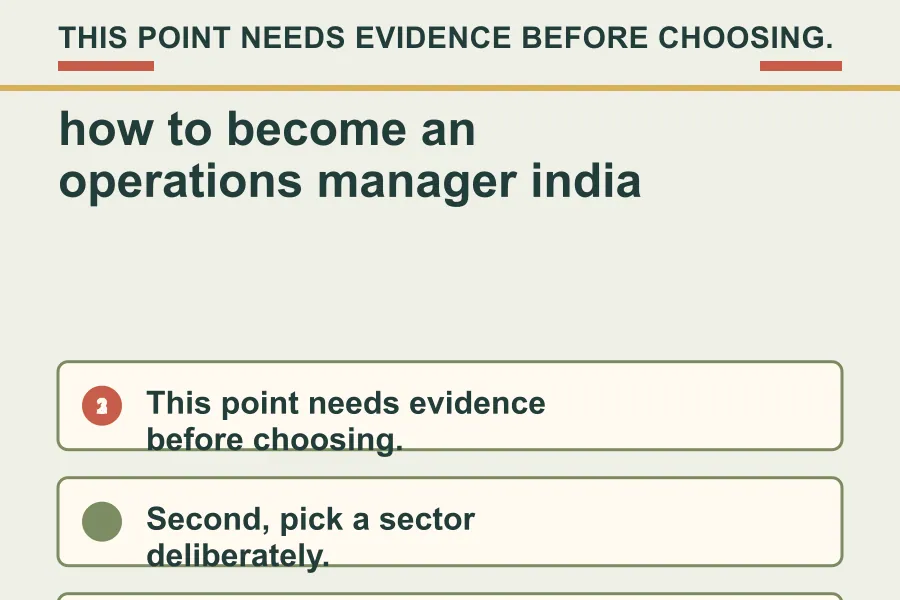 THIS POINT NEEDS EVIDENCE BEFORE CHOOSING.
how to become an
operations manager india
This point needs evidence
before choosing.
Second, pick a sector
deliberately.